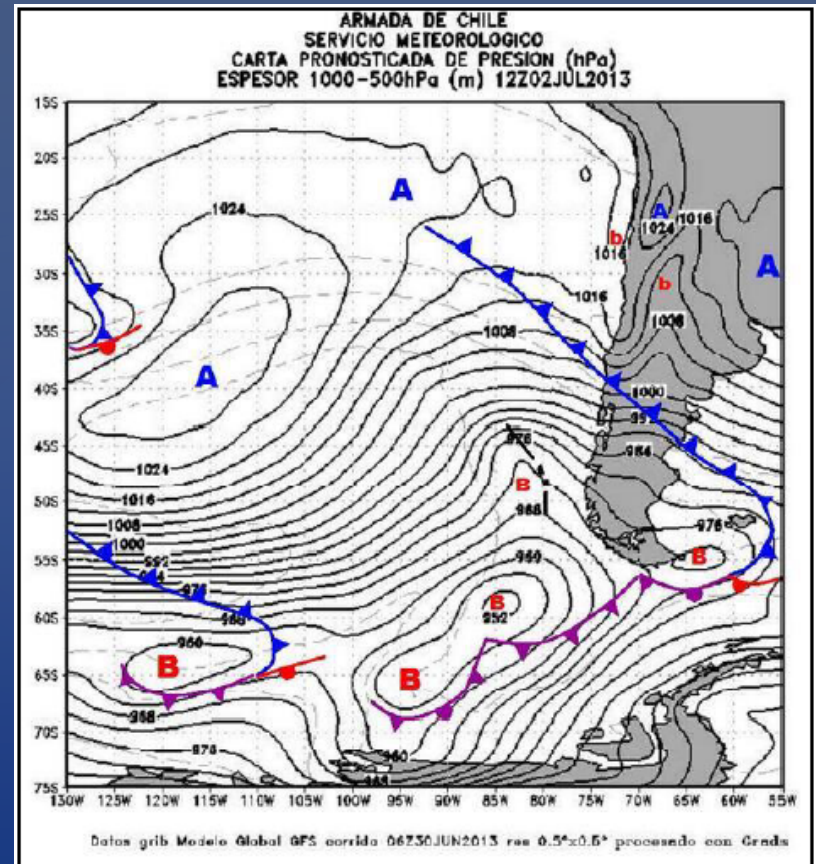 ARMADA DE CHILE
SERVICIO METEOROLOGICO
CARTA PRONOSTICADA DE PRESION (hPa)
ESPESOR 1000-500hPa (m) 12Z02JUL2013
15S
20S
25S
30S
35S
40S
45S
50S
55S
60S
65S
70S
75S
A
A
1024
1024
1016
b
1016
A
b
1016
1008
1008
A
1000
984
976
1024
1016
1008
1000
992
976
B
968
976
B
960
B
952
960
B
B
968
976
960
130W 125W 120W 115W 110W 105W 100W 95W 90W 85W 80W 75W 70W 65W 60W 55W
Datos grib Modelo Global GFS corrida 06Z30JUN2013 res 0.5°x0.5° procesado con Grads